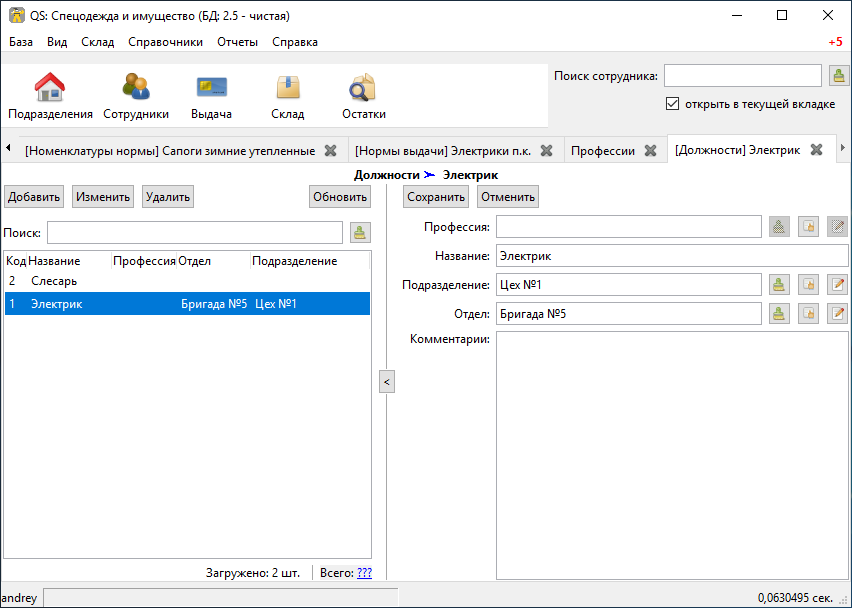 QS: Спецодежда и имущество (БД: 2.5 - чистая)
База Вид Склад Справочники Отчеты Справка +5
Подразделения Сотрудники Выдача Склад Остатки
Поиск сотрудника:
открыть в текущей вкладке
[Номенклатуры нормы] Сапоги зимние утепленные [Нормы выдачи] Электрики п.к. Профессии [Должности] Электрик
Должности Электрик
Добавить Изменить Удалить Обновить Сохранить Отменить
Поиск:
Код Название Профессия Отдел Подразделение
2 Слесарь
1 Электрик Бригада №5 Цех №1
Загружено: 2 шт. Всего: ???
<
Профессия:
Название: Электрик
Подразделение: Цех №1
Отдел: Бригада №5
Комментарии:
andrey 0,0630495 сек.